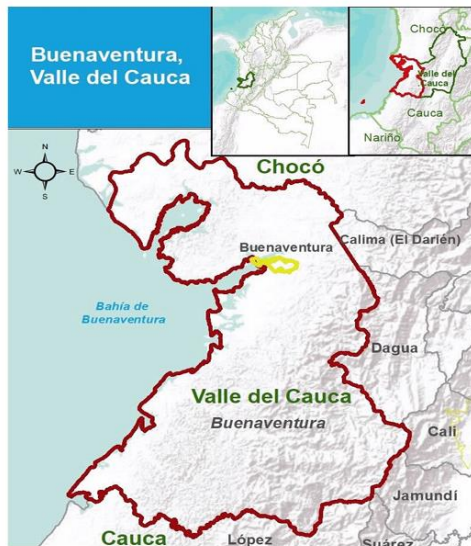 Buenaventura,
Valle del Cauca
Chocó
Valle del
Cauca
Cauca
Nariño
N
W
E
S
Chocó
Buenaventura
Calima (El Darién)
Bahía de
Buenaventura
Dagua
Valle del Cauca
Buenaventura
Cali
Jamundí
Cauca
López
Suárez